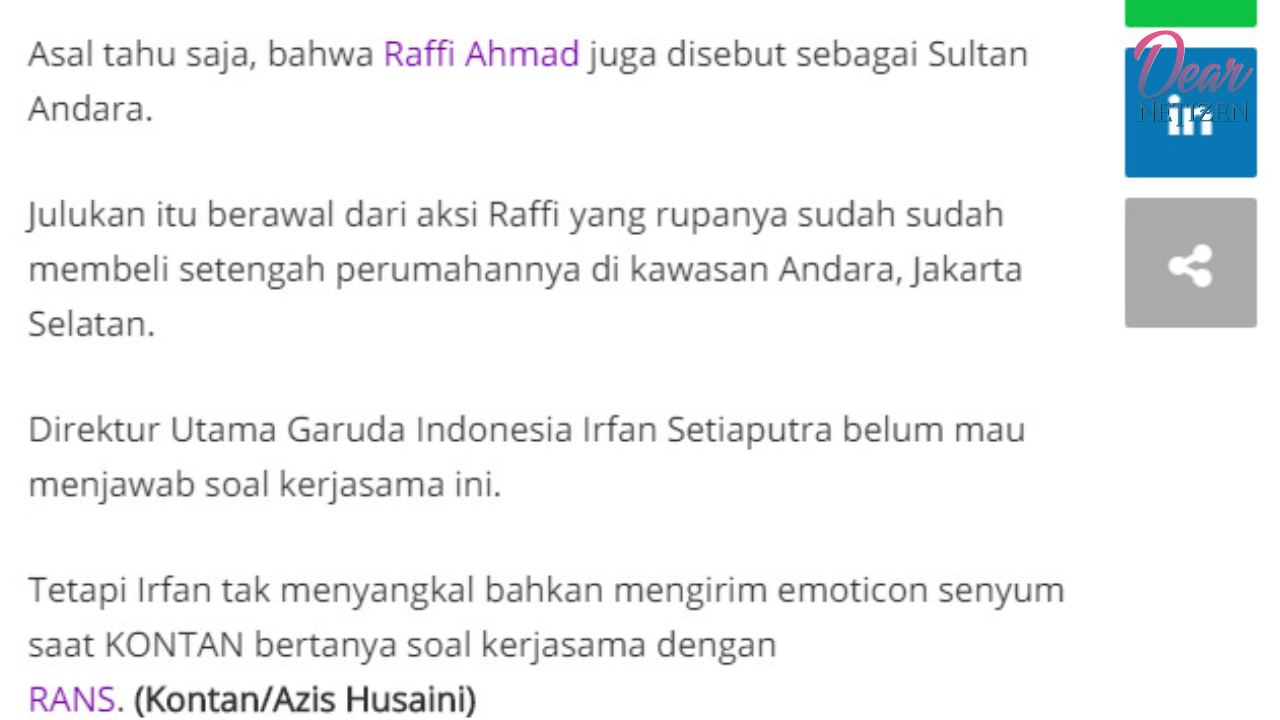 Asal tahu saja, bahwa Raffi Ahmad juga disebut sebagai Sultan
Andara.
Julukan itu berawal dari aksi Raffi yang rupanya sudah sudah
membeli setengah perumahannya di kawasan Andara, Jakarta
Selatan.
Direktur Utama Garuda Indonesia Irfan Setiaputra belum mau
menjawab soal kerjasama ini.
Tetapi Irfan tak menyangkal bahkan mengirim emoticon senyum
saat KONTAN bertanya soal kerjasama dengan
RANS. (Kontan/Azis Husaini)
Dear
NETIZEN
in